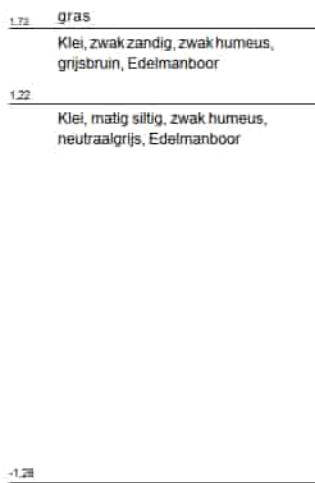 1.72 gras
Klei, zwak zandig, zwak humeus,
grijsbruin, Edelmanboor
1.22
Klei, matig siltig, zwak humeus,
neutraalgrijs, Edelmanboor
-1.28